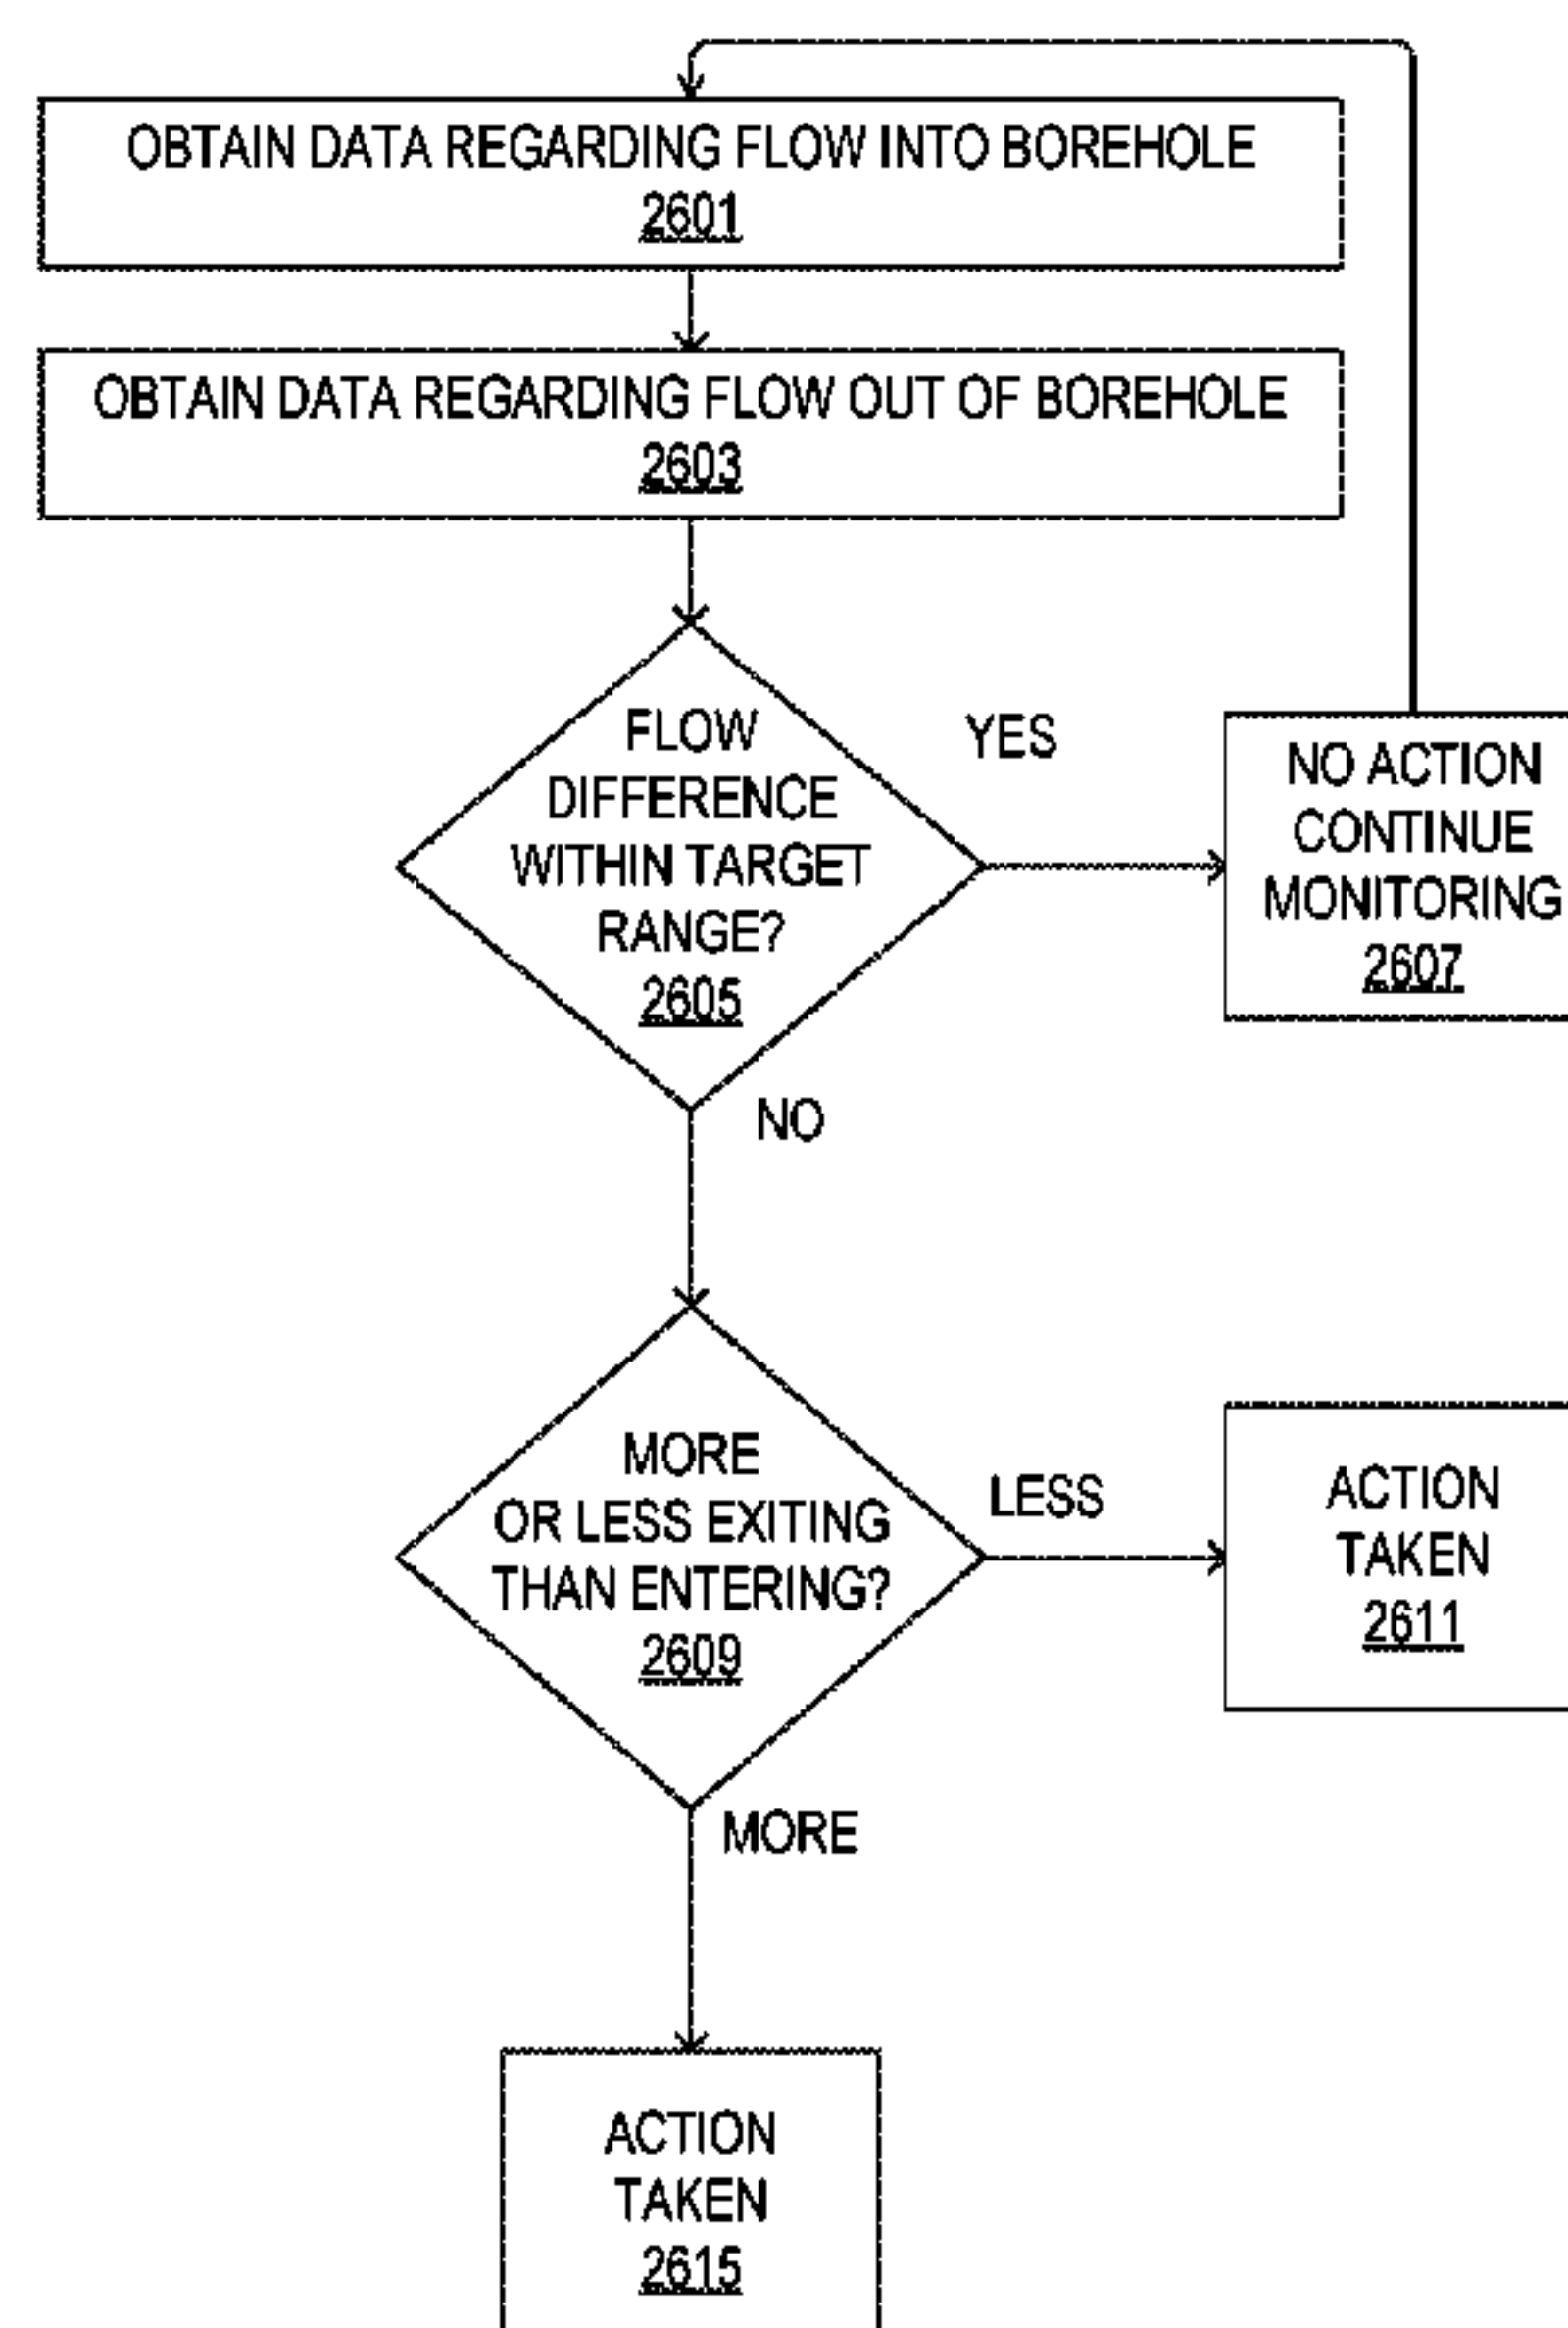 OBTAIN DATA REGARDING FLOW INTO BOREHOLE
2601
OBTAIN DATA REGARDING FLOW OUT OF BOREHOLE
2603
FLOW
DIFFERENCE
WITHIN TARGET
RANGE?
2605
YES
NO ACTION
CONTINUE
MONITORING
2607
NO
MORE
OR LESS EXITING
THAN ENTERING?
2609
LESS
ACTION
TAKEN
2611
MORE
ACTION
TAKEN
2615